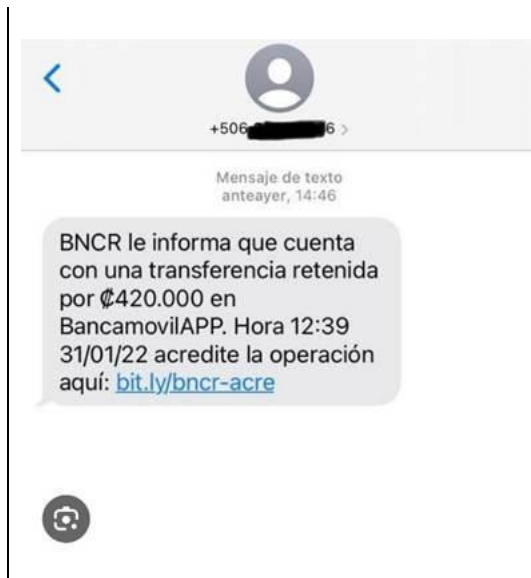 +506 6 >
Mensaje de texto
anteayer, 14:46
BNCR le informa que cuenta
con una transferencia retenida
por ₡420.000 en
BancamovilAPP. Hora 12:39
31/01/22 acredite la operación
aquí: bit.ly/bncr-acre